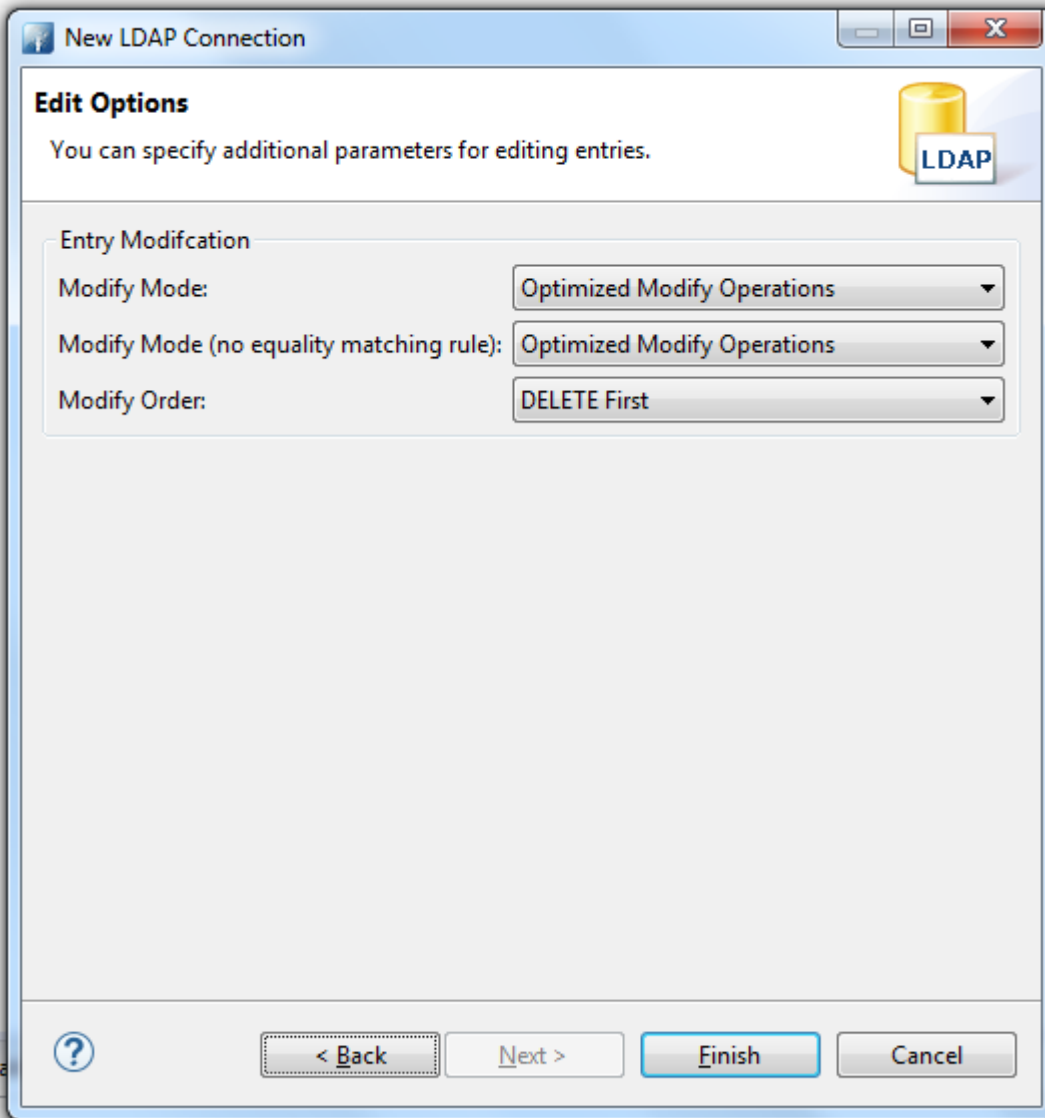 New LDAP Connection
Edit Options
You can specify additional parameters for editing entries.
LDAP
Entry Modifcation
Modify Mode: Optimized Modify Operations
Modify Mode (no equality matching rule): Optimized Modify Operations
Modify Order: DELETE First
? < Back Next > Finish Cancel